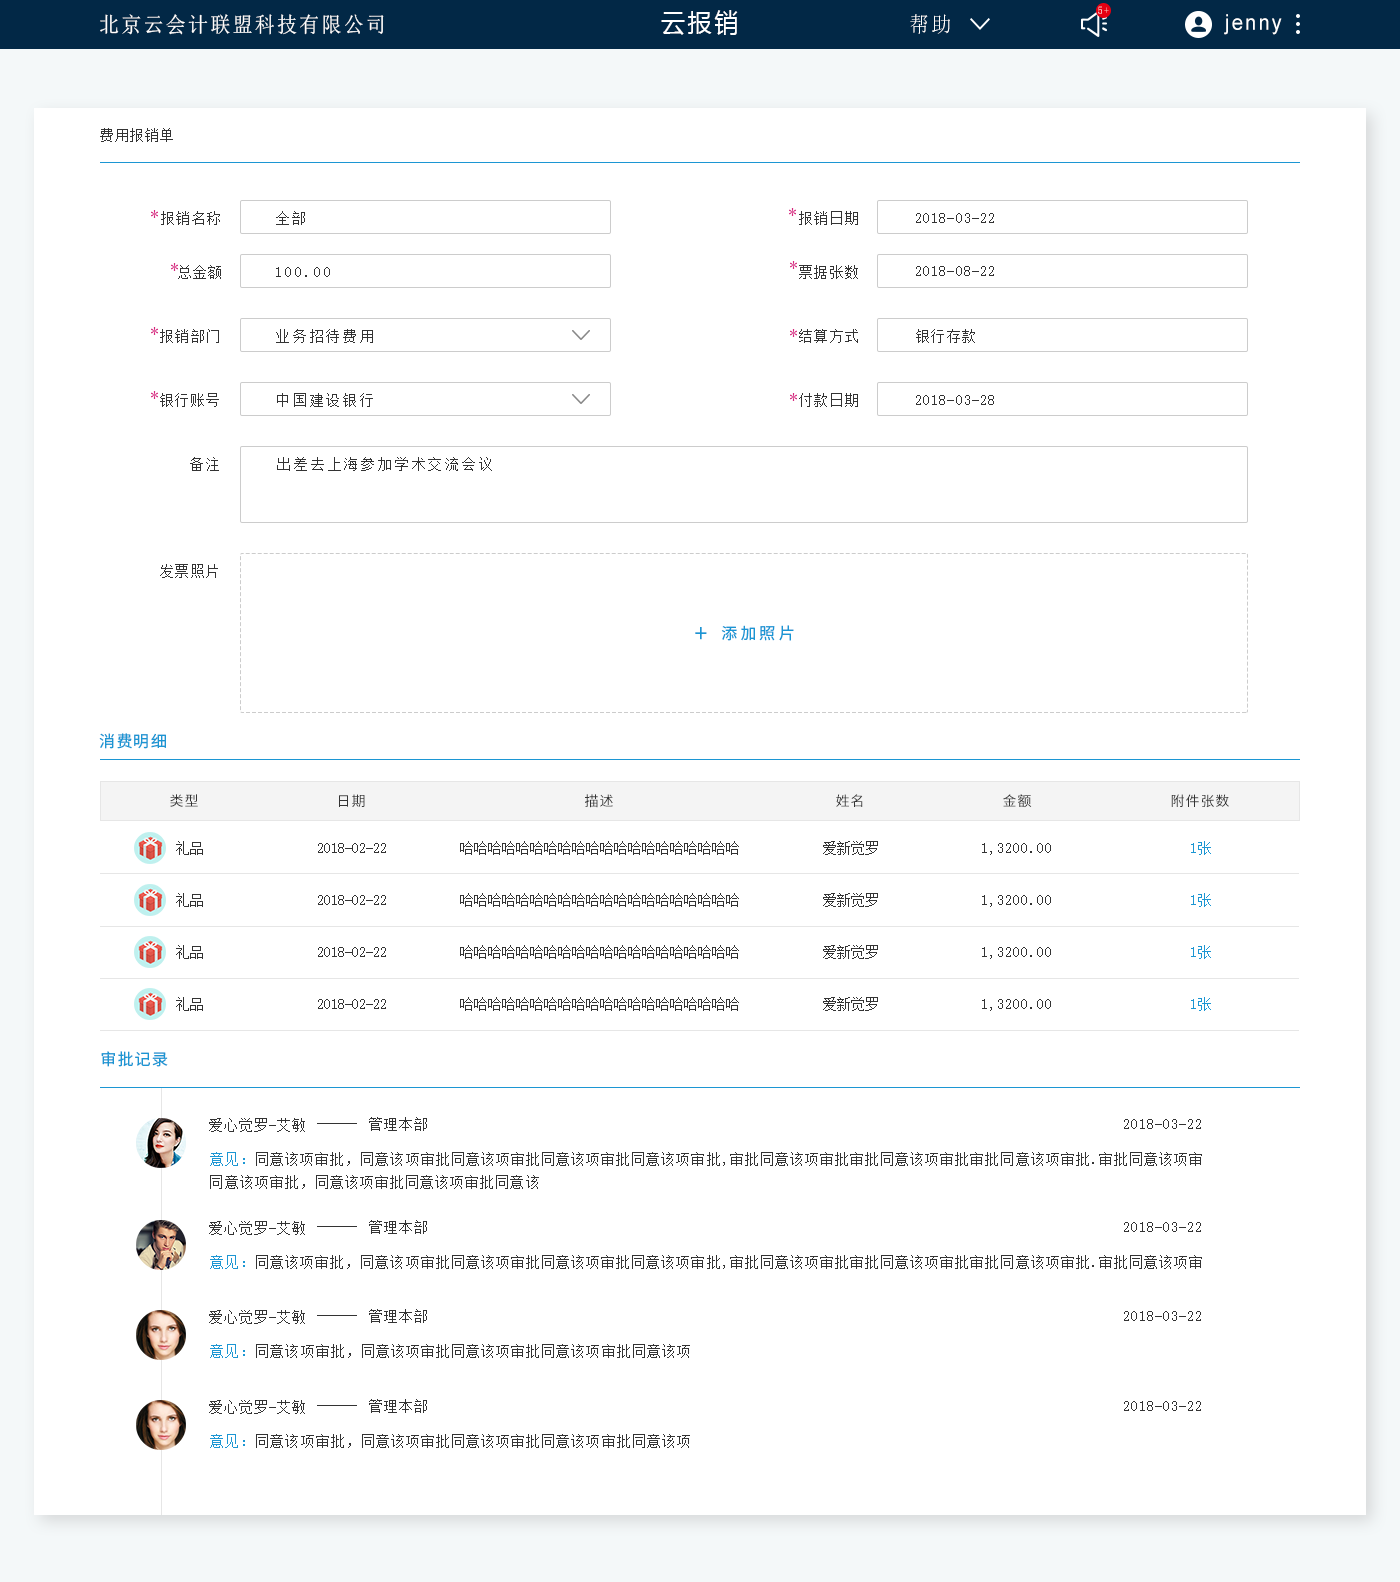 北京云会计联盟科技有限公司 云报销 帮助 5+ jenny
费用报销单
*报销名称 全部 *报销日期 2018-03-22
*总金额 100.00 *票据张数 2018-08-22
*报销部门 业务招待费用 *结算方式 银行存款
*银行账号 中国建设银行 *付款日期 2018-03-28
备注 出差去上海参加学术交流会议
发票照片
+ 添加照片
消费明细
类型 日期 描述 姓名 金额 附件张数
礼品 2018-02-22 哈哈哈哈哈哈哈哈哈哈哈哈哈哈哈哈哈哈哈哈 爱新觉罗 1,3200.00 1张
礼品 2018-02-22 哈哈哈哈哈哈哈哈哈哈哈哈哈哈哈哈哈哈哈哈 爱新觉罗 1,3200.00 1张
礼品 2018-02-22 哈哈哈哈哈哈哈哈哈哈哈哈哈哈哈哈哈哈哈哈 爱新觉罗 1,3200.00 1张
礼品 2018-02-22 哈哈哈哈哈哈哈哈哈哈哈哈哈哈哈哈哈哈哈哈 爱新觉罗 1,3200.00 1张
审批记录
爱心觉罗-艾敏 —— 管理本部 2018-03-22
意见：同意该项审批，同意该项审批同意该项审批同意该项审批同意该项审批,审批同意该项审批审批同意该项审批审批同意该项审批.审批同意该项审
同意该项审批，同意该项审批同意该项审批同意该
爱心觉罗-艾敏 —— 管理本部 2018-03-22
意见：同意该项审批，同意该项审批同意该项审批同意该项审批同意该项审批,审批同意该项审批审批同意该项审批审批同意该项审批.审批同意该项审
爱心觉罗-艾敏 —— 管理本部 2018-03-22
意见：同意该项审批，同意该项审批同意该项审批同意该项审批同意该项
爱心觉罗-艾敏 —— 管理本部 2018-03-22
意见：同意该项审批，同意该项审批同意该项审批同意该项审批同意该项